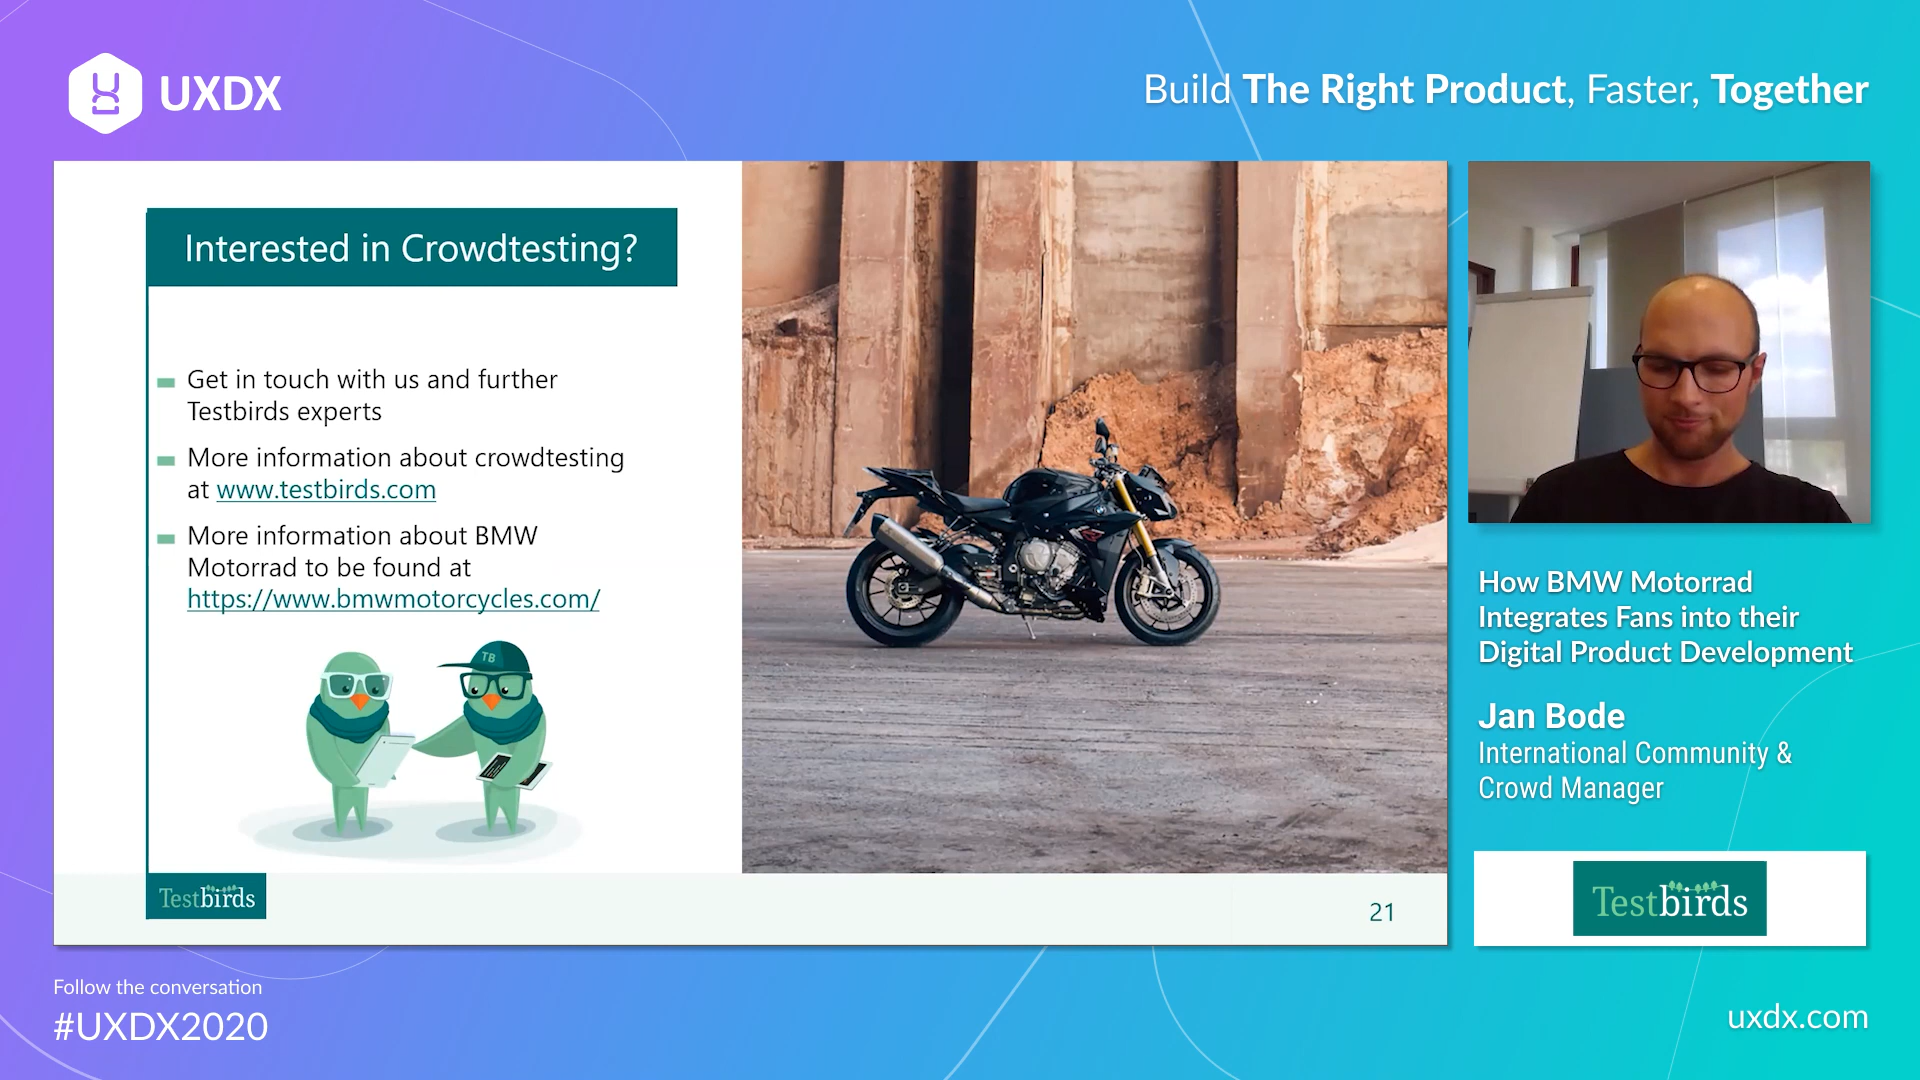 UXDX
Build The Right Product, Faster, Together
Interested in Crowdtesting?
Get in touch with us and further
Testbirds experts
More information about crowdtesting
at www.testbirds.com
More information about BMW
Motorrad to be found at
https://www.bmwmotorcycles.com/
TB
Testbirds
21
How BMW Motorrad
Integrates Fans into their
Digital Product Development
Jan Bode
International Community &
Crowd Manager
Testbirds
Follow the conversation
#UXDX2020
uxdx.com